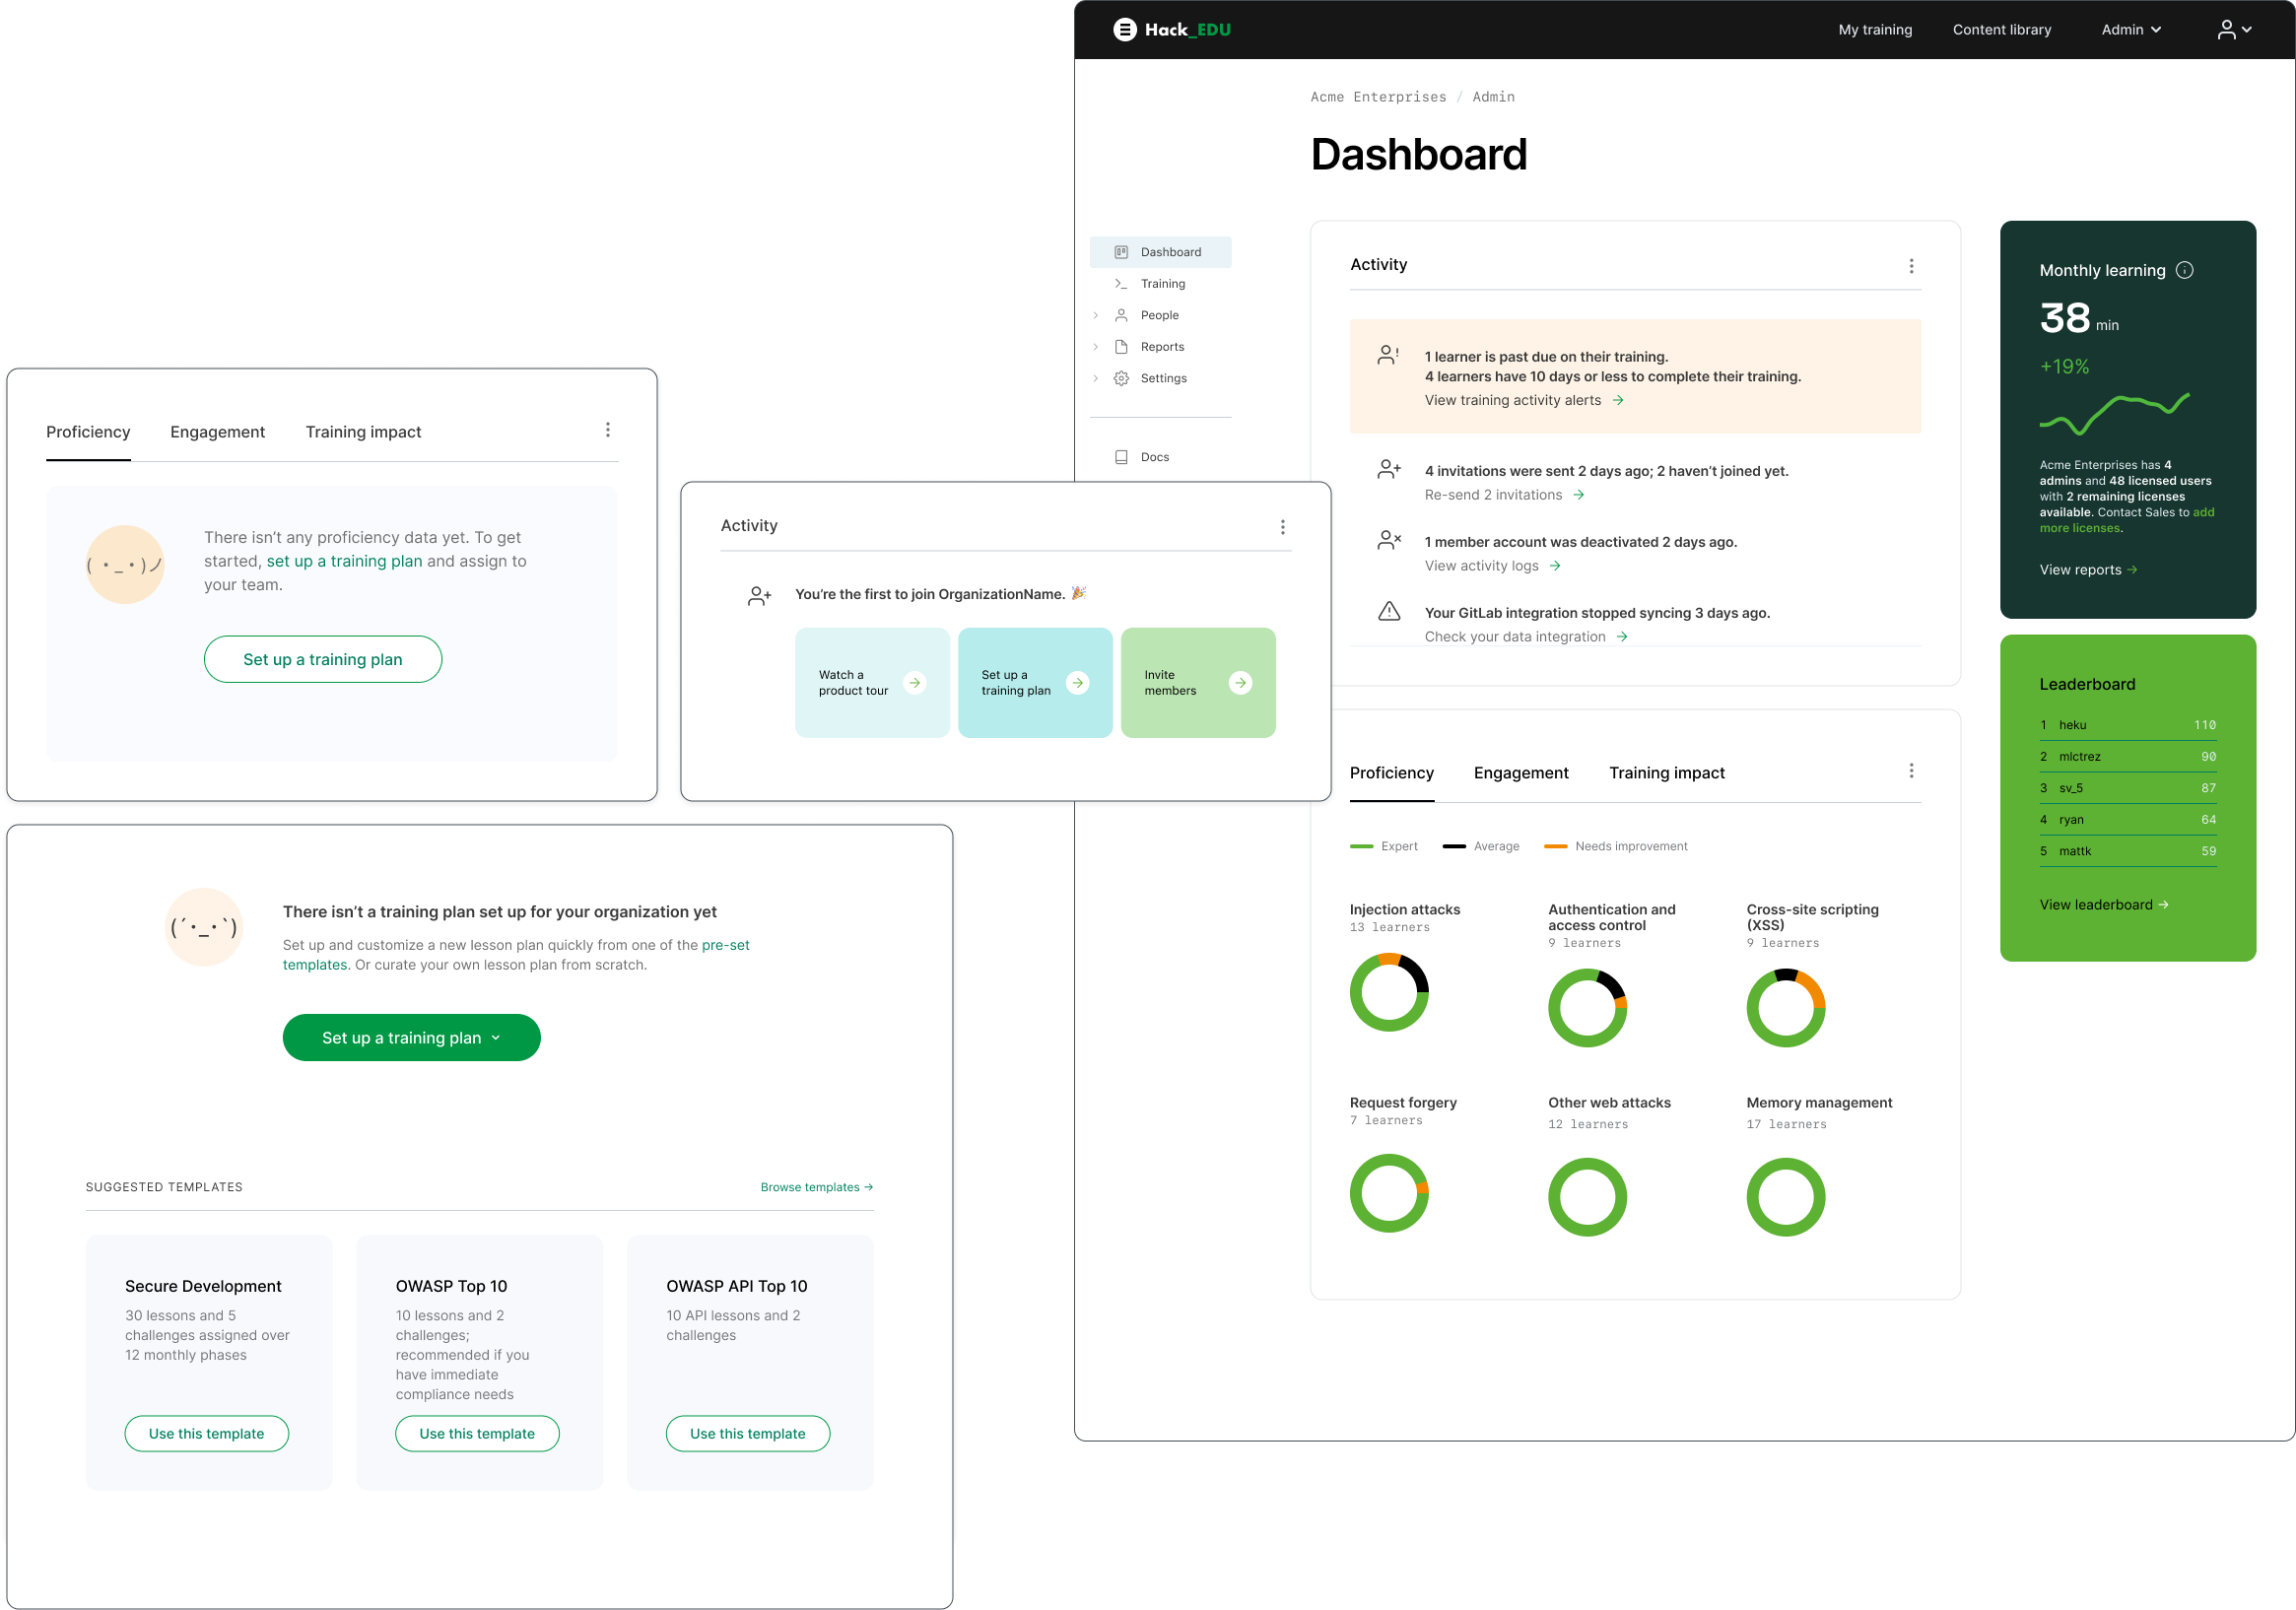 Hack_EDU
My training
Content library
Admin
Acme Enterprises / Admin
Dashboard
Dashboard
Training
People
Reports
Settings
Docs
Activity
1 learner is past due on their training.
4 learners have 10 days or less to complete their training.
View training activity alerts →
4 invitations were sent 2 days ago; 2 haven’t joined yet.
Re-send 2 invitations →
1 member account was deactivated 2 days ago.
View activity logs →
Your GitLab integration stopped syncing 3 days ago.
Check your data integration →
Monthly learning
38 min
+19%
Acme Enterprises has 4
admins and 48 licensed users
with 2 remaining licenses
available. Contact Sales to add
more licenses.
View reports →
Leaderboard
1 heku 110
2 mlctrez 90
3 sv_5 87
4 ryan 64
5 mattk 59
View leaderboard →
Proficiency
Engagement
Training impact
Expert
Average
Needs improvement
Injection attacks
13 learners
Authentication and
access control
9 learners
Cross-site scripting
(XSS)
9 learners
Request forgery
7 learners
Other web attacks
12 learners
Memory management
17 learners
Proficiency
Engagement
Training impact
( ・_・)ノ
There isn’t any proficiency data yet. To get
started, set up a training plan and assign to
your team.
Set up a training plan
Activity
You’re the first to join OrganizationName. 🎉
Watch a
product tour
Set up a
training plan
Invite
members
(´・_・`)
There isn’t a training plan set up for your organization yet
Set up and customize a new lesson plan quickly from one of the pre-set
templates. Or curate your own lesson plan from scratch.
Set up a training plan
SUGGESTED TEMPLATES
Browse templates →
Secure Development
30 lessons and 5
challenges assigned over
12 monthly phases
Use this template
OWASP Top 10
10 lessons and 2
challenges;
recommended if you
have immediate
compliance needs
Use this template
OWASP API Top 10
10 API lessons and 2
challenges
Use this template